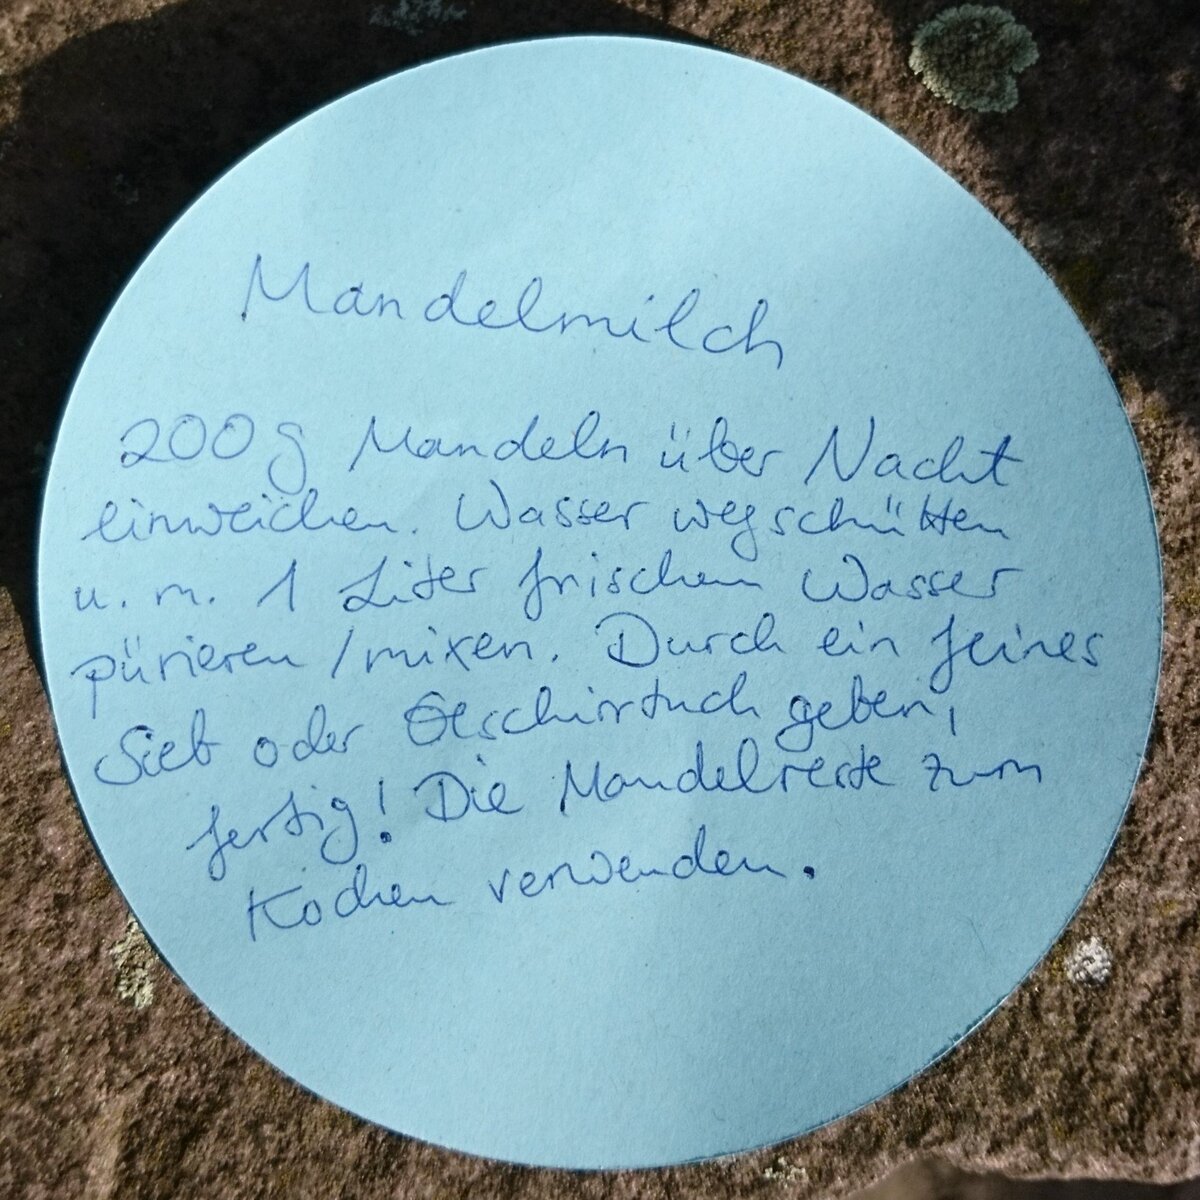 Mandelmilch
200g Mandeln über Nacht
einweichen. Wasser wegschütten
u. m. 1 Liter frischem Wasser
pürieren / mixen. Durch ein feines
Sieb oder Geschirrtuch geben,
fertig! Die Mandelreste zum
Kochen verwenden.